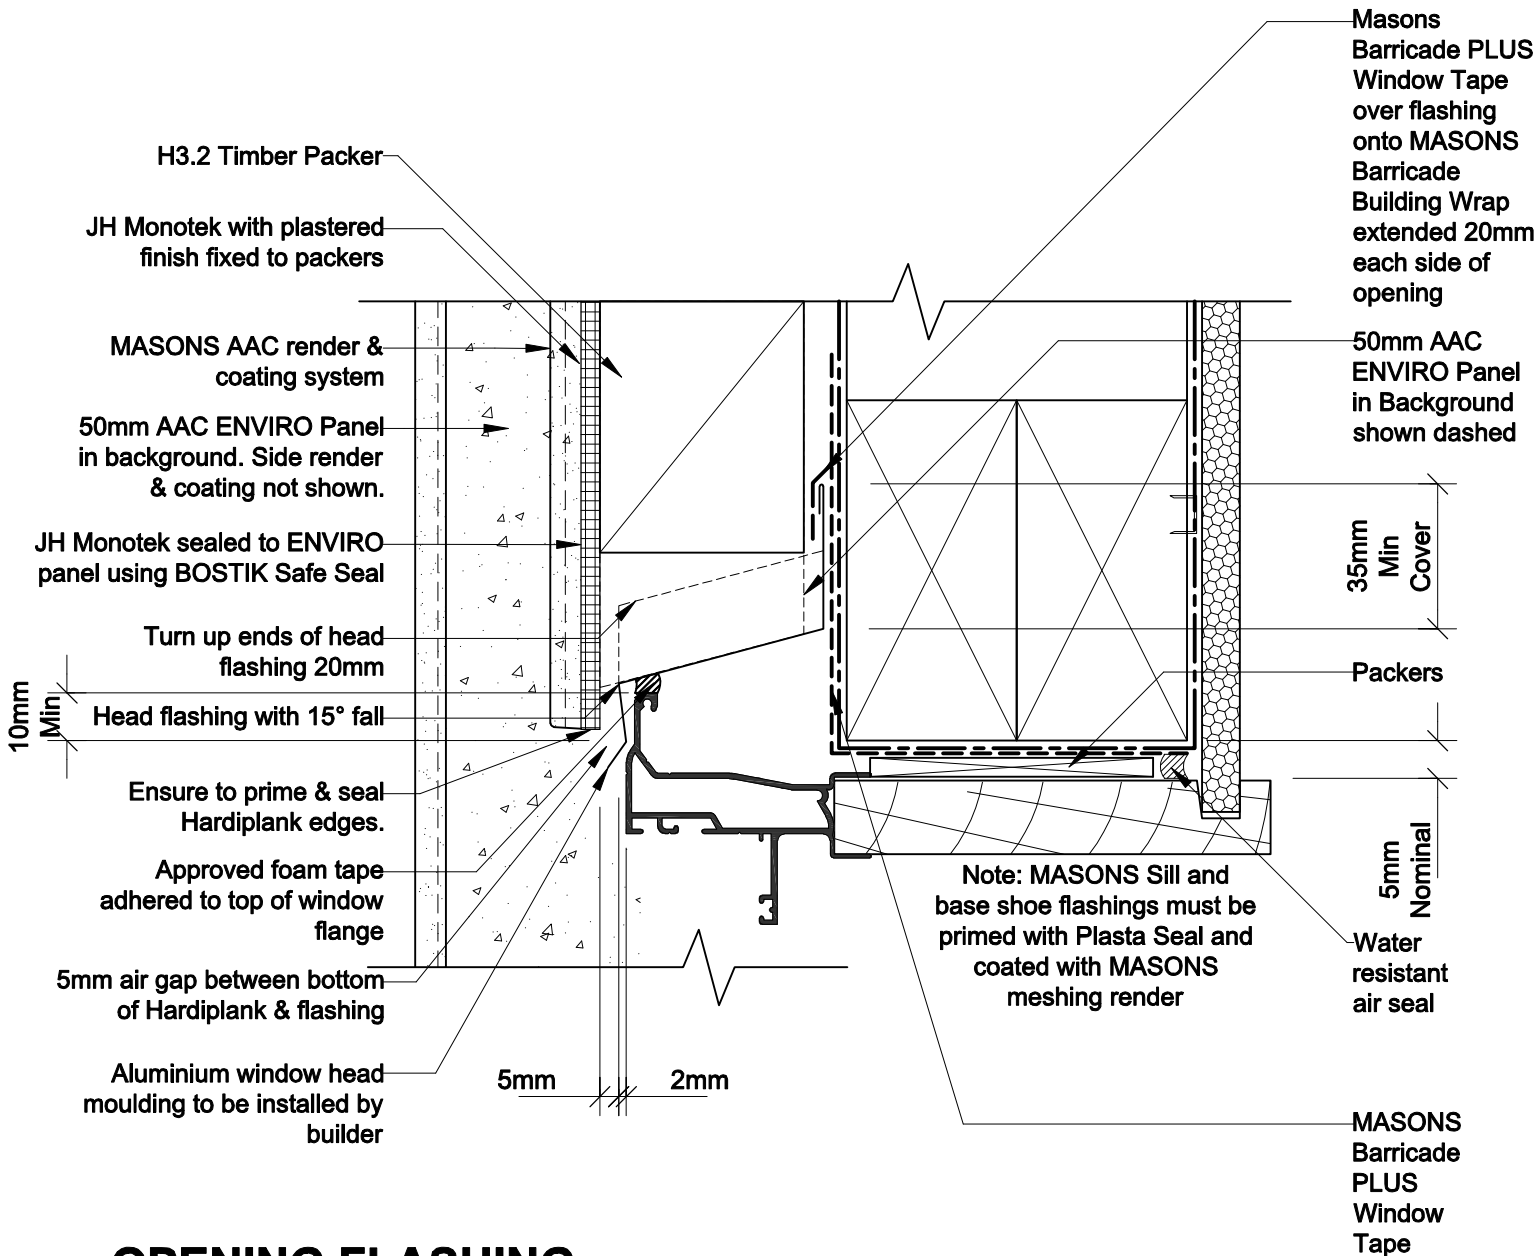 Masons
Barricade PLUS
Window Tape
over flashing
onto MASONS
Barricade
Building Wrap
extended 20mm
each side of
opening
H3.2 Timber Packer
JH Monotek with plastered
finish fixed to packers
MASONS AAC render &
coating system
50mm AAC ENVIRO Panel
in background. Side render
& coating not shown.
JH Monotek sealed to ENVIRO
panel using BOSTIK Safe Seal
Turn up ends of head
flashing 20mm
10mm
Min
Head flashing with 15° fall
Ensure to prime & seal
Hardiplank edges.
Approved foam tape
adhered to top of window
flange
5mm air gap between bottom
of Hardiplank & flashing
Aluminium window head
moulding to be installed by
builder
50mm AAC
ENVIRO Panel
in Background
shown dashed
35mm
Min
Cover
Packers
5mm
Nominal
Note: MASONS Sill and
base shoe flashings must be
primed with Plasta Seal and
coated with MASONS
meshing render
Water
resistant
air seal
5mm
2mm
MASONS
Barricade
PLUS
Window
Tape
OPENING FLASHING